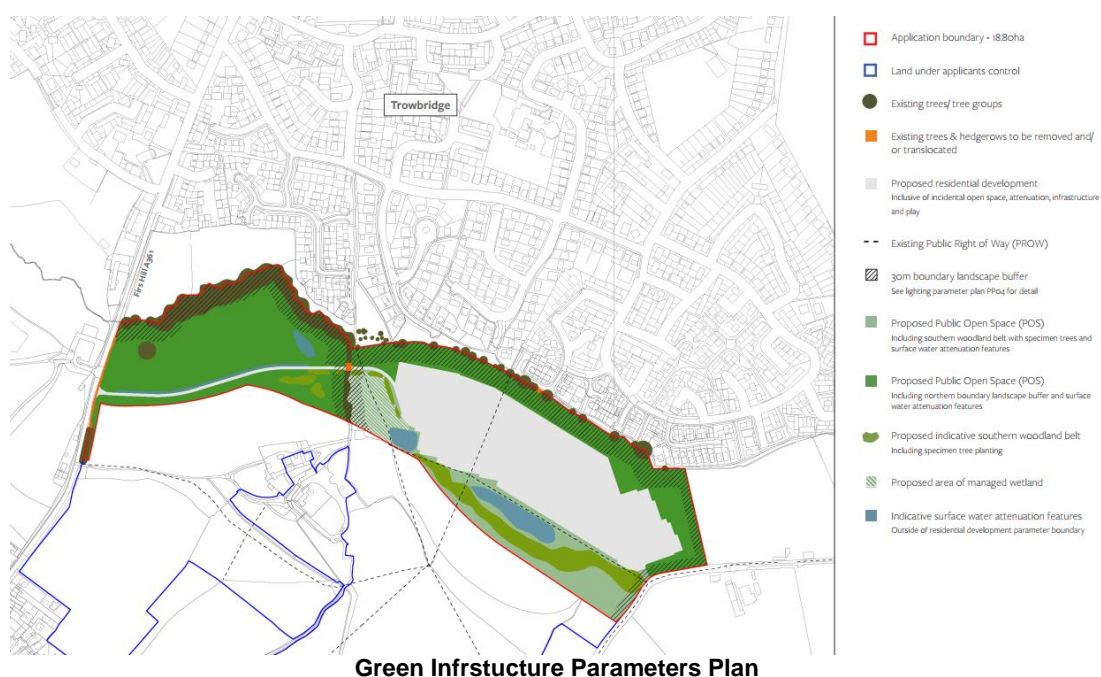 Trowbridge
Firs Hill A361
Application boundary - 18.80ha
Land under applicants control
Existing trees/ tree groups
Existing trees & hedgerows to be removed and/
or translocated
Proposed residential development
Inclusive of incidental open space, attenuation, infrastructure
and play
Existing Public Right of Way (PROW)
30m boundary landscape buffer
See lighting parameter plan PP04 for detail
Proposed Public Open Space (POS)
Including southern woodland belt with specimen trees and
surface water attenuation features
Proposed Public Open Space (POS)
Including northern boundary landscape buffer and surface
water attenuation features
Proposed indicative southern woodland belt
Including specimen tree planting
Proposed area of managed wetland
Indicative surface water attenuation features
Outside of residential development parameter boundary
Green Infrstucture Parameters Plan